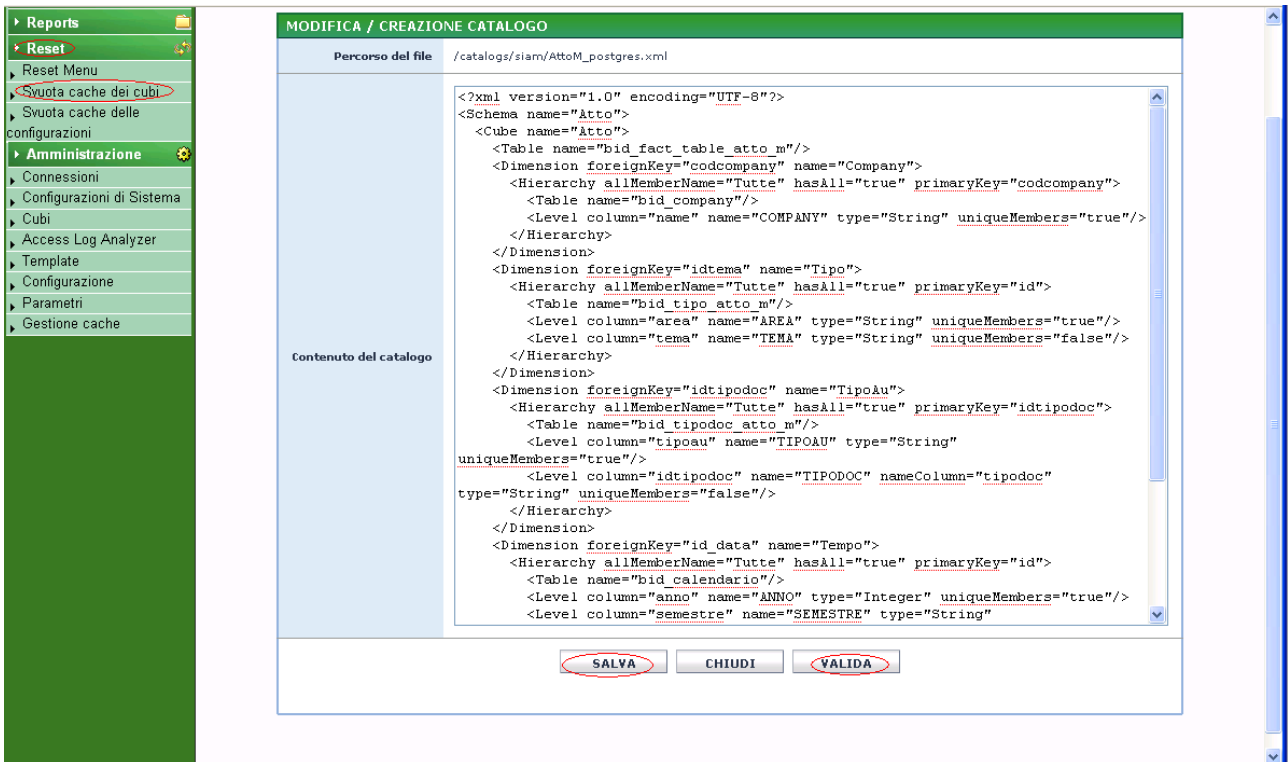 Reports
Reset
Reset Menu
Svuota cache dei cubi
Svuota cache delle
configurazioni
Amministrazione
Connessioni
Configurazioni di Sistema
Cubi
Access Log Analyzer
Template
Configurazione
Parametri
Gestione cache
MODIFICA / CREAZIONE CATALOGO
Percorso del file
/catalogs/siam/AttoM_postgres.xml
Contenuto del catalogo
<?xml version="1.0" encoding="UTF-8"?>
<Schema name="Atto">
<Cube name="Atto">
<Table name="bid_fact_table_atto_m"/>
<Dimension foreignKey="codcompany" name="Company">
<Hierarchy allMemberName="Tutte" hasAll="true" primaryKey="codcompany">
<Table name="bid_company"/>
<Level column="name" name="COMPANY" type="String" uniqueMembers="true"/>
</Hierarchy>
</Dimension>
<Dimension foreignKey="idtema" name="Tipo">
<Hierarchy allMemberName="Tutte" hasAll="true" primaryKey="id">
<Table name="bid_tipo_atto_m"/>
<Level column="area" name="AREA" type="String" uniqueMembers="true"/>
<Level column="tema" name="TEMA" type="String" uniqueMembers="false"/>
</Hierarchy>
</Dimension>
<Dimension foreignKey="idtipodoc" name="TipoAu">
<Hierarchy allMemberName="Tutte" hasAll="true" primaryKey="idtipodoc">
<Table name="bid_tipodoc_atto_m"/>
<Level column="tipoau" name="TIPOAU" type="String"
uniqueMembers="true"/>
<Level column="idtipodoc" name="TIPODOC" nameColumn="tipodoc"
type="String" uniqueMembers="false"/>
</Hierarchy>
</Dimension>
<Dimension foreignKey="id_data" name="Tempo">
<Hierarchy allMemberName="Tutte" hasAll="true" primaryKey="id">
<Table name="bid_calendario"/>
<Level column="anno" name="ANNO" type="Integer" uniqueMembers="true"/>
<Level column="semestre" name="SEMESTRE" type="String"
SALVA
CHIUDI
VALIDA